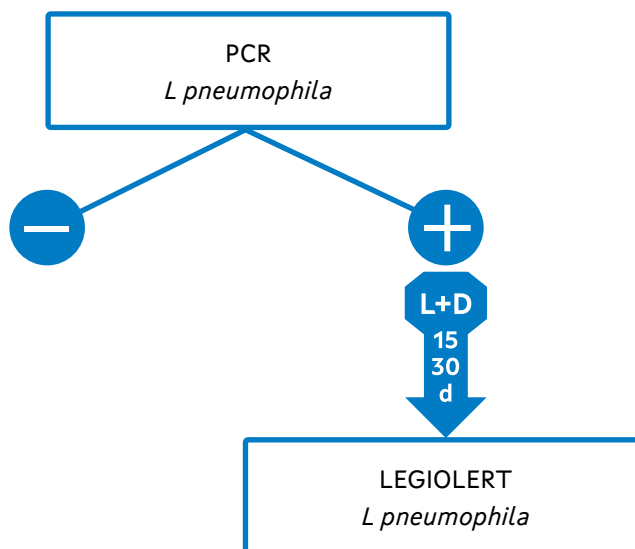 PCR
L pneumophila
L+D
15
30
d
LEGIOLERT
L pneumophila